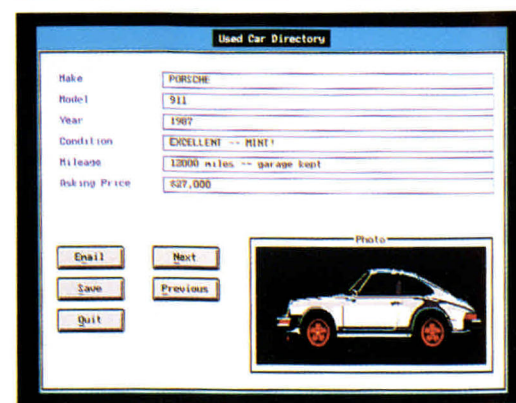 Used Car Directory
Make PORSCHE
Model 911
Year 1987
Condition EXCELLENT -- MINT!
Mileage 12000 miles -- garage kept
Asking Price $27,000
Photo
Email Next
Save Previous
Quit